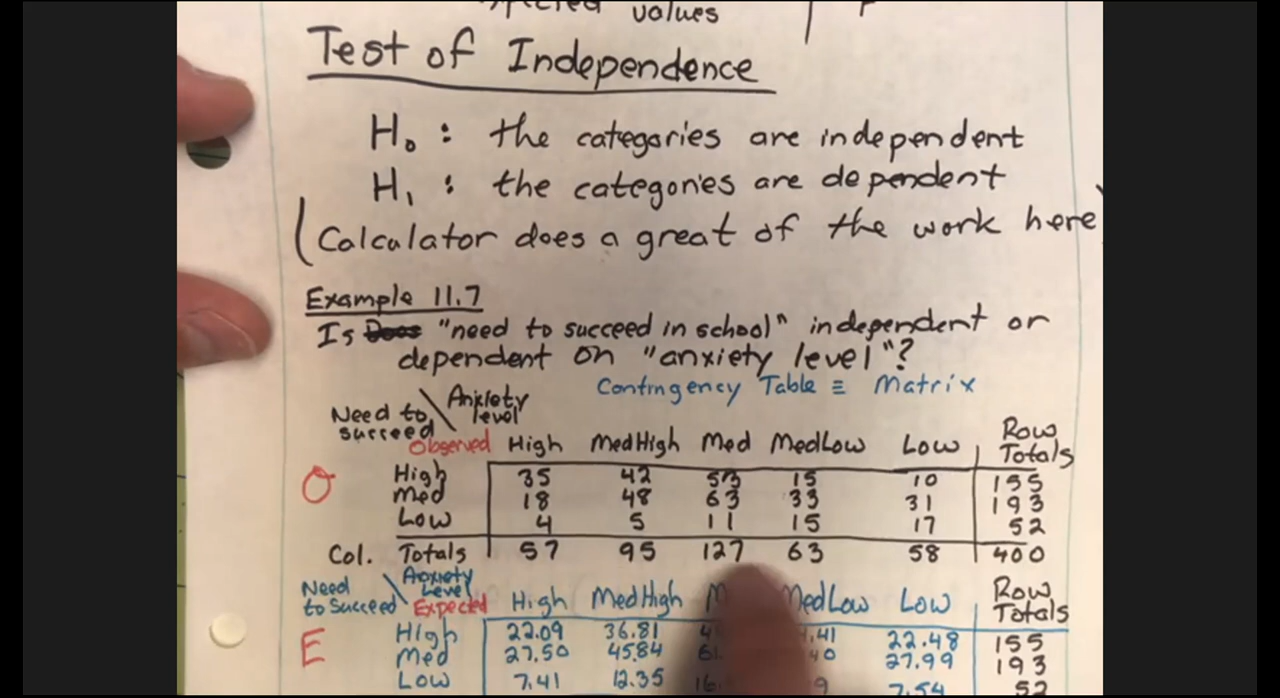 values
Test of Independence
H₀ : the categories are independent
H₁ : the categories are dependent
(Calculator does a great of the work here)
Example 11.7
Is "need to succeed in school" independent or
dependent on "anxiety level"?
Contingency Table ≡ Matrix
Need to succeed \ Anxiety level
Observed High MedHigh Med MedLow Low Row Totals
O
High 35 42 53 15 10 155
Med 18 48 63 33 31 193
Low 4 5 11 15 17 52
Col. Totals 57 95 127 63 58 400
Need to Succeed \ Anxiety Level
Expected High MedHigh MedLow Low Row Totals
E
High 22.09 36.81 22.48 155
Med 27.50 45.84 27.99 193
Low 7.41 12.35 7.54 52